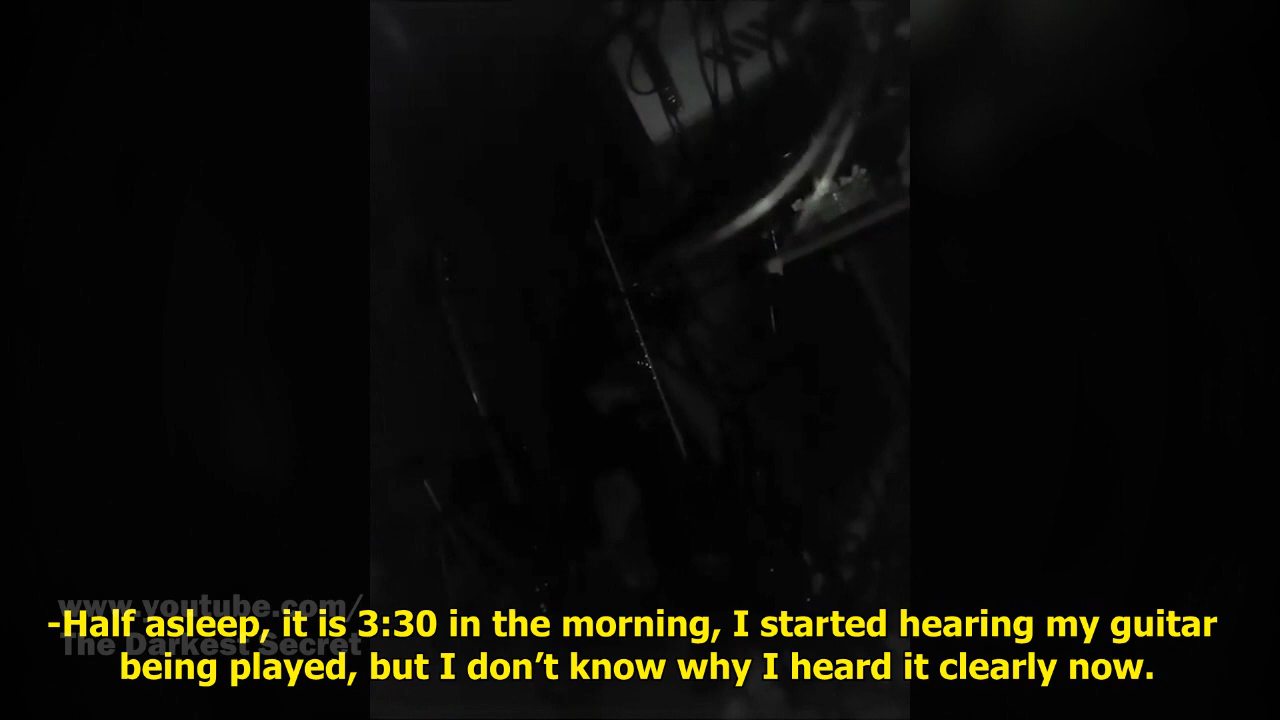 www.youtube.com/
The Darkest Secret
-Half asleep, it is 3:30 in the morning, I started hearing my guitar
being played, but I don’t know why I heard it clearly now.